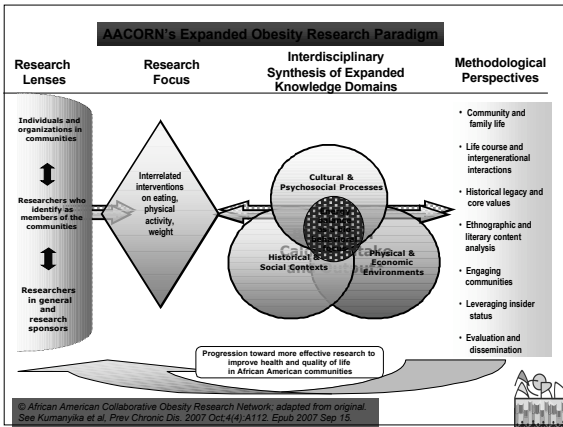 AACORN's Expanded Obesity Research Paradigm
Research
Lenses
Research
Focus
Interdisciplinary
Synthesis of Expanded
Knowledge Domains
Methodological
Perspectives
Individuals and
organizations in
communities
Researchers who
identify as
members of the
communities
Researchers
in general
and
research
sponsors
Interrelated
interventions
on eating,
physical
activity,
weight
Cultural &
Psychosocial Processes
Historical &
Social Contexts
Physical &
Economic
Environments
• Community and
family life
• Life course and
intergenerational
interactions
• Historical legacy and
core values
• Ethnographic and
literary content
analysis
• Engaging
communities
• Leveraging insider
status
• Evaluation and
dissemination
Progression toward more effective research to
improve health and quality of life
in African American communities
© African American Collaborative Obesity Research Network; adapted from original.
See Kumanyika et al, Prev Chronic Dis. 2007 Oct;4(4):A112. Epub 2007 Sep 15.